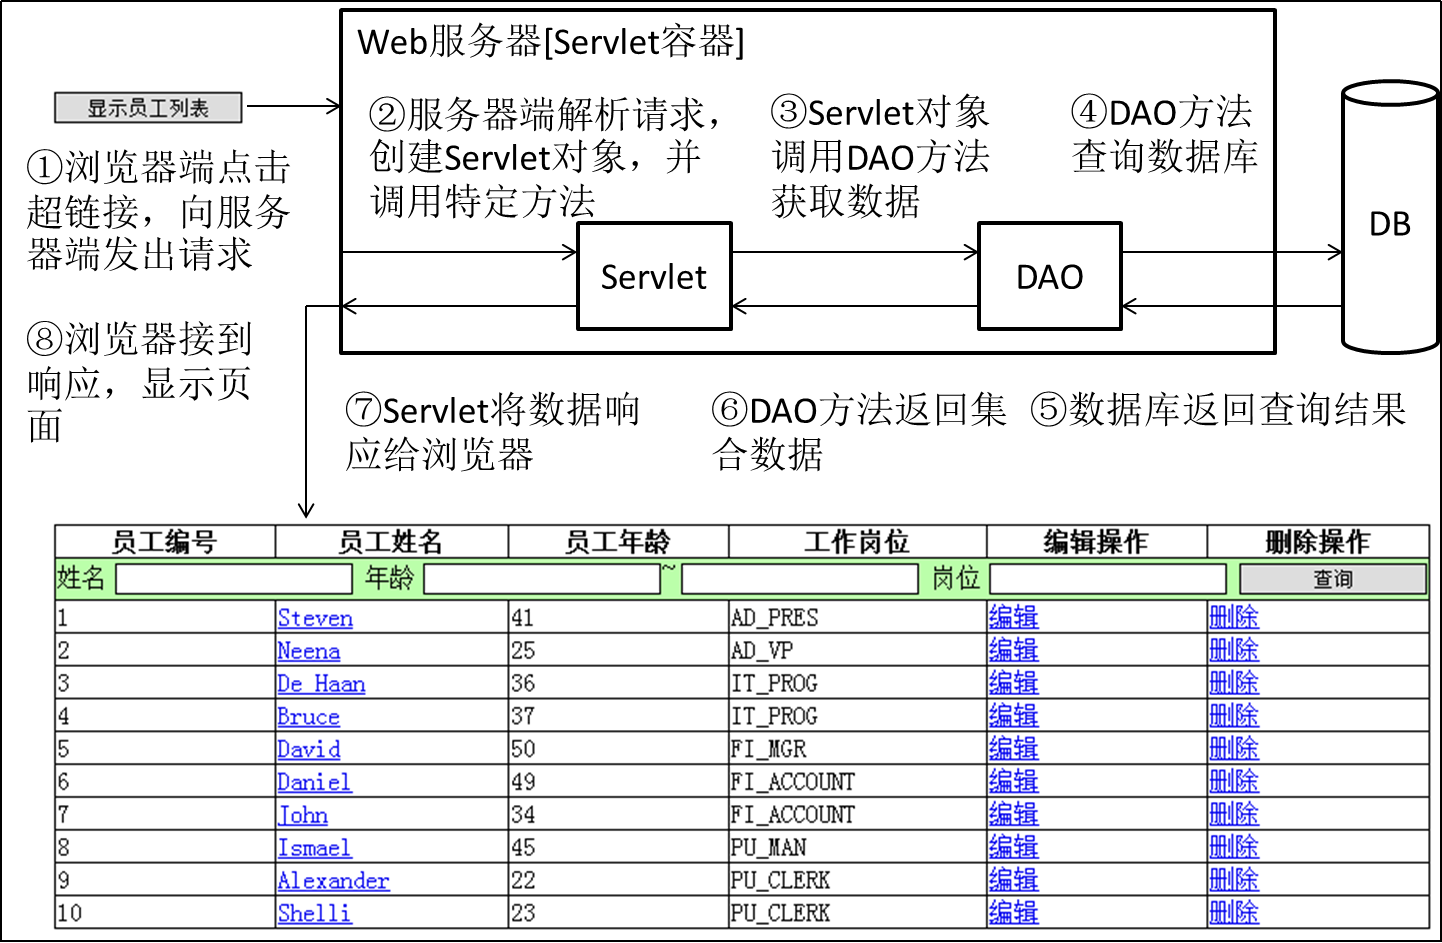 Web服务器[Servlet容器]
显示员工列表
①浏览器端点击
超链接，向服务
器端发出请求
②服务器端解析请求，
创建Servlet对象，并
调用特定方法
③Servlet对象
调用DAO方法
获取数据
④DAO方法
查询数据库
Servlet
DAO
DB
⑧浏览器接到
响应，显示页
面
⑦Servlet将数据响
应给浏览器
⑥DAO方法返回集
合数据
⑤数据库返回查询结果
员工编号 员工姓名 员工年龄 工作岗位 编辑操作 删除操作
姓名 年龄 ~ 岗位 查询
1 Steven 41 AD_PRES 编辑 删除
2 Neena 25 AD_VP 编辑 删除
3 De Haan 36 IT_PROG 编辑 删除
4 Bruce 37 IT_PROG 编辑 删除
5 David 50 FI_MGR 编辑 删除
6 Daniel 49 FI_ACCOUNT 编辑 删除
7 John 34 FI_ACCOUNT 编辑 删除
8 Ismael 45 PU_MAN 编辑 删除
9 Alexander 22 PU_CLERK 编辑 删除
10 Shelli 23 PU_CLERK 编辑 删除